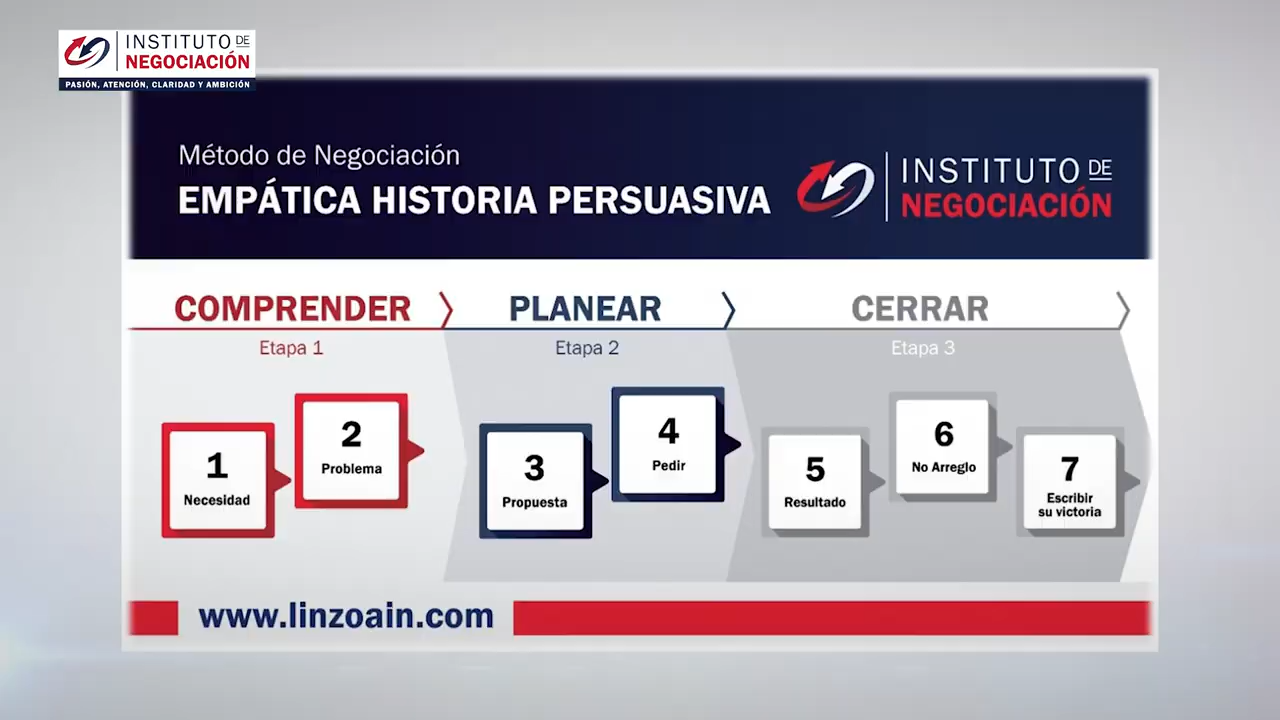 INSTITUTO DE
NEGOCIACIÓN
PASIÓN, ATENCIÓN, CLARIDAD Y AMBICIÓN
Método de Negociación
EMPÁTICA HISTORIA PERSUASIVA
INSTITUTO DE
NEGOCIACIÓN
COMPRENDER
Etapa 1
PLANEAR
Etapa 2
CERRAR
Etapa 3
1
Necesidad
2
Problema
3
Propuesta
4
Pedir
5
Resultado
6
No Arreglo
7
Escribir
su victoria
www.linzoain.com